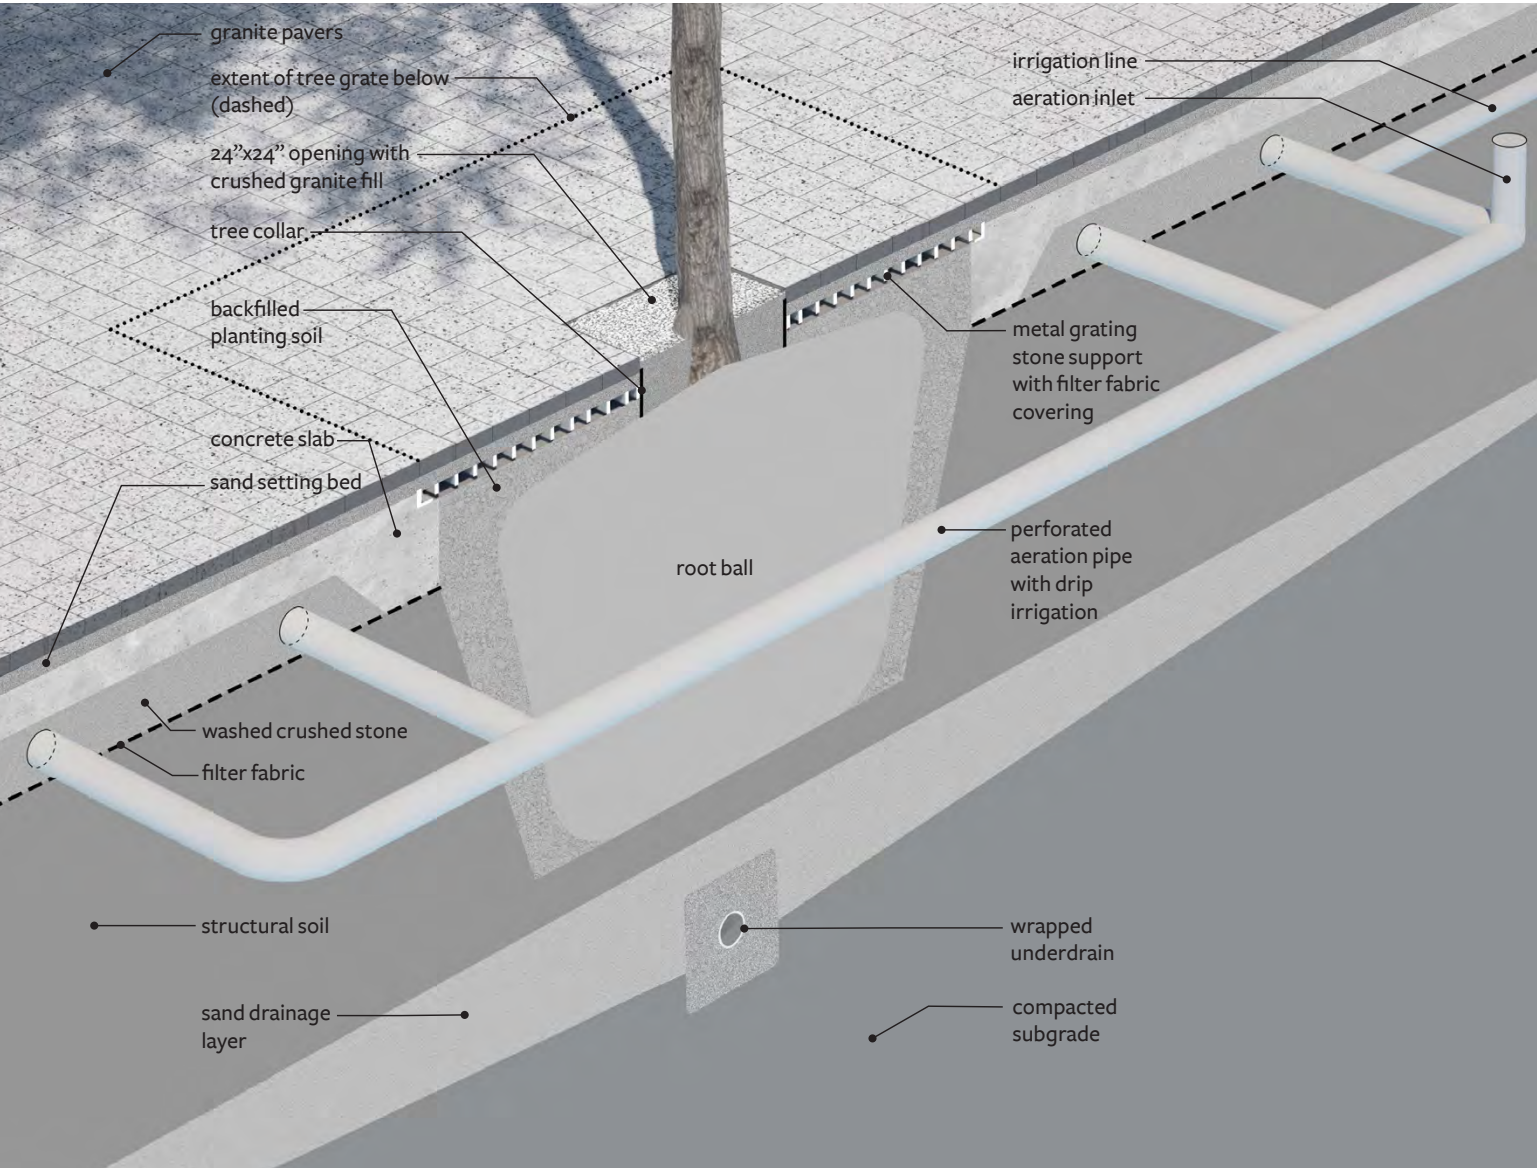 granite pavers
extent of tree grate below
(dashed)
24”x24” opening with
crushed granite fill
tree collar
backfilled
planting soil
concrete slab
sand setting bed
irrigation line
aeration inlet
metal grating
stone support
with filter fabric
covering
root ball
perforated
aeration pipe
with drip
irrigation
washed crushed stone
filter fabric
structural soil
sand drainage
layer
wrapped
underdrain
compacted
subgrade